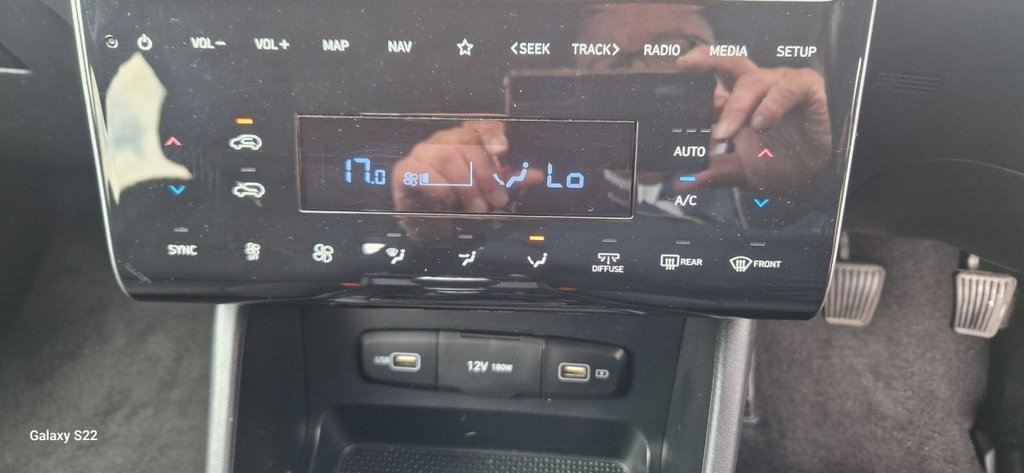 VOL− VOL+ MAP NAV ☆ <SEEK TRACK> RADIO MEDIA SETUP
AUTO
17.0 Lo
A/C
SYNC DIFFUSE REAR FRONT
USB 12V 180W
Galaxy S22